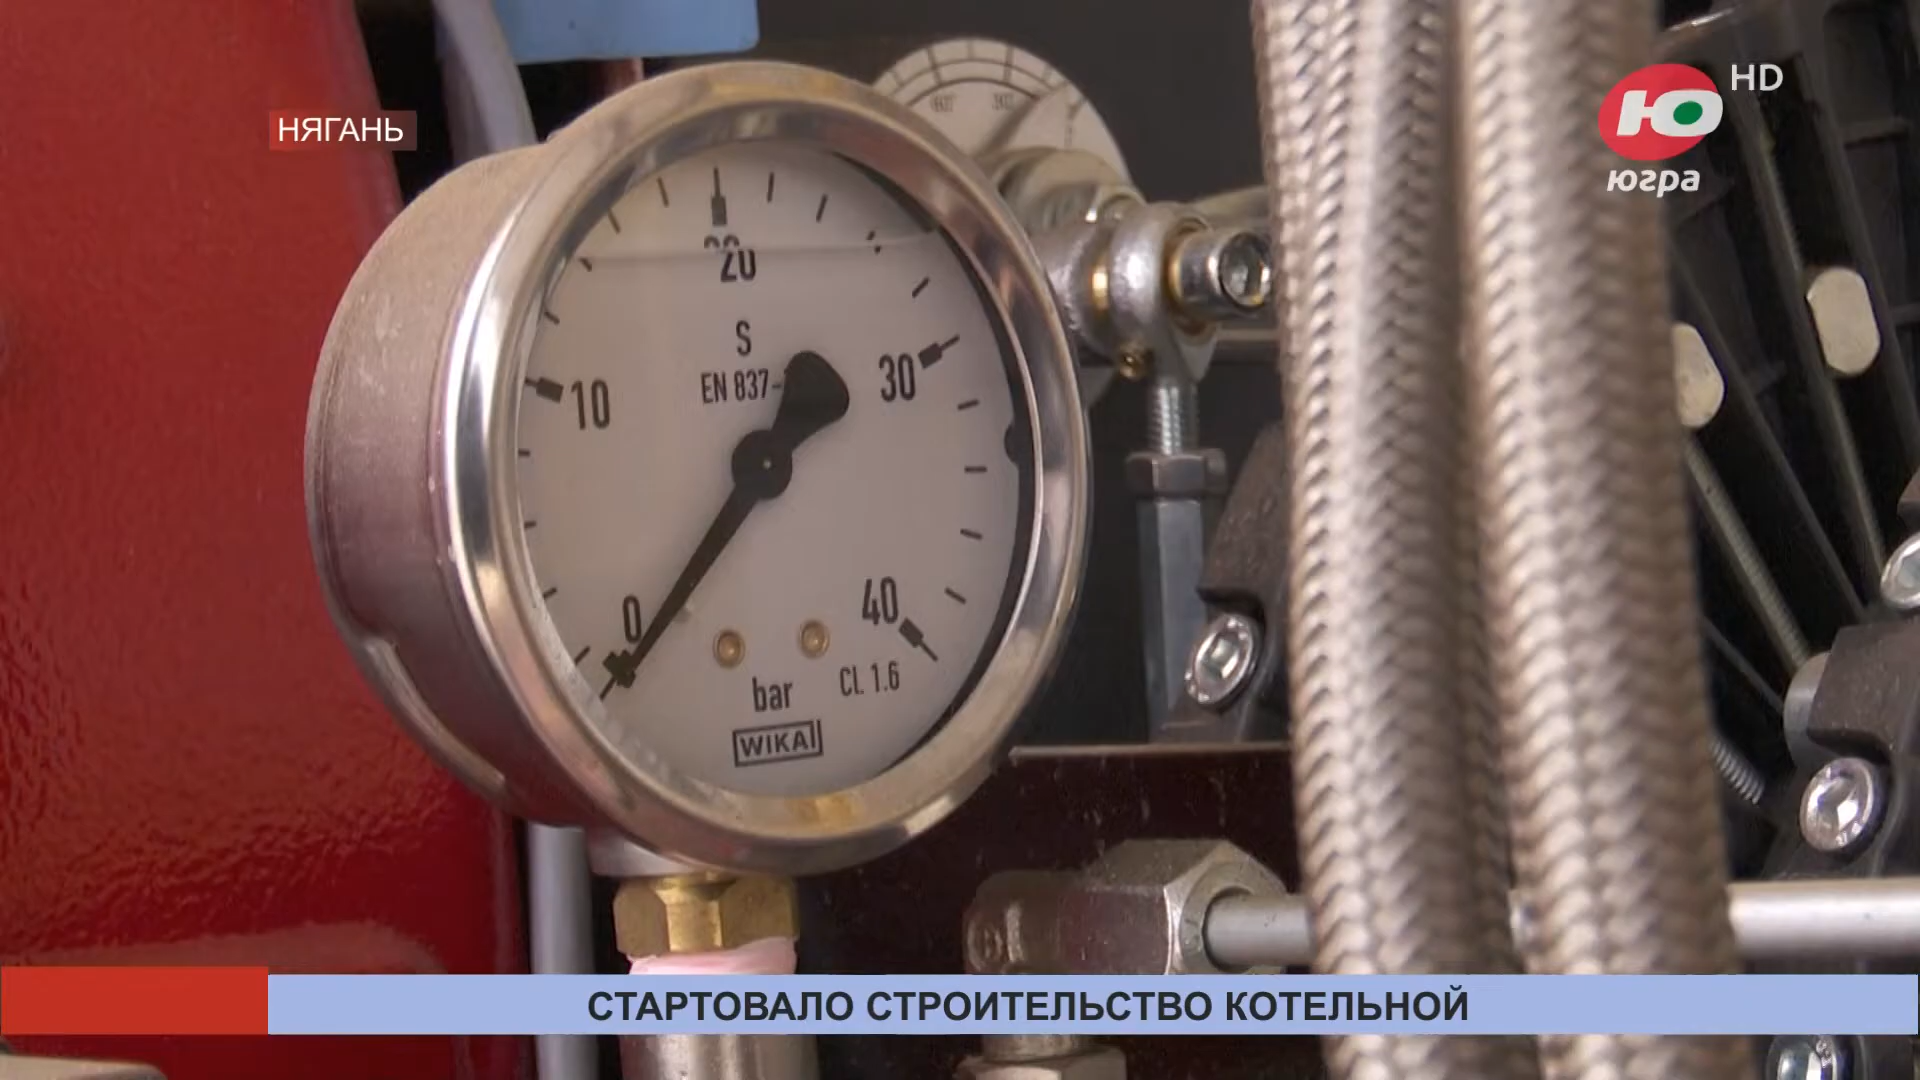 НЯГАНЬ
HD
Ю
югра
20
S
EN 837-
10
30
0
40
bar
CL 1.6
WIKA
СТАРТОВАЛО СТРОИТЕЛЬСТВО КОТЕЛЬНОЙ